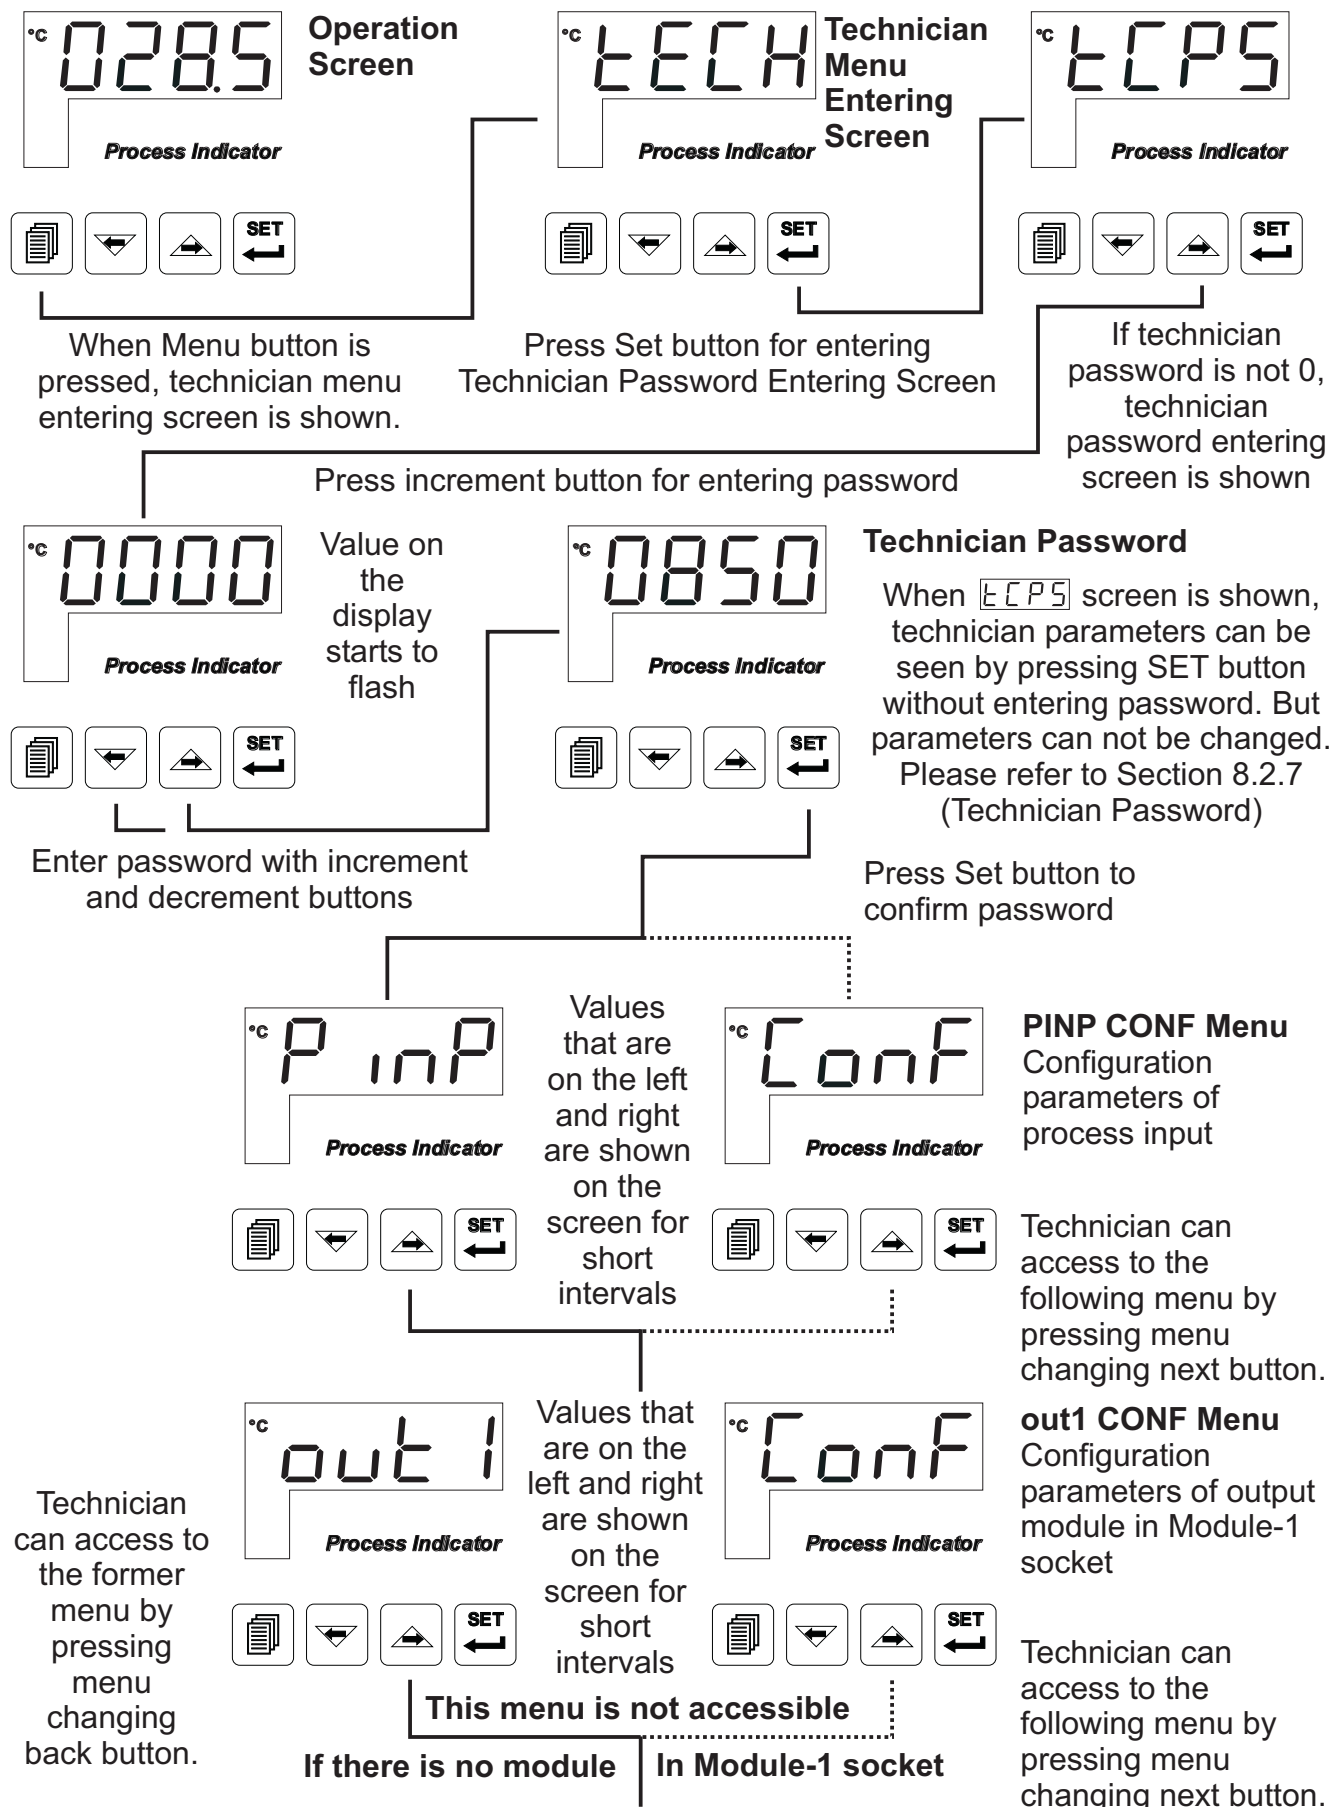 °C 028.5
Operation
Screen
Process Indicator
SET
When Menu button is
pressed, technician menu
entering screen is shown.
°C tECH
Technician
Menu
Entering
Screen
Process Indicator
SET
Press Set button for entering
Technician Password Entering Screen
°C tCPS
Process Indicator
SET
If technician
password is not 0,
technician
password entering
screen is shown
Press increment button for entering password
°C 0000
Process Indicator
SET
Value on
the
display
starts to
flash
Enter password with increment
and decrement buttons
°C 0850
Process Indicator
SET
Technician Password
When tCPS screen is shown,
technician parameters can be
seen by pressing SET button
without entering password. But
parameters can not be changed.
Please refer to Section 8.2.7
(Technician Password)
Press Set button to
confirm password
°C PinP
Process Indicator
SET
Values
that are
on the left
and right
are shown
on the
screen for
short
intervals
°C ConF
Process Indicator
SET
PINP CONF Menu
Configuration
parameters of
process input
Technician can
access to the
following menu by
pressing menu
changing next button.
°C out1
Process Indicator
SET
Values that
are on the
left and right
are shown
on the
screen for
short
intervals
°C ConF
Process Indicator
SET
out1 CONF Menu
Configuration
parameters of output
module in Module-1
socket
Technician
can access to
the former
menu by
pressing
menu
changing
back button.
This menu is not accessible
If there is no module In Module-1 socket
Technician can
access to the
following menu by
pressing menu
changing next button.